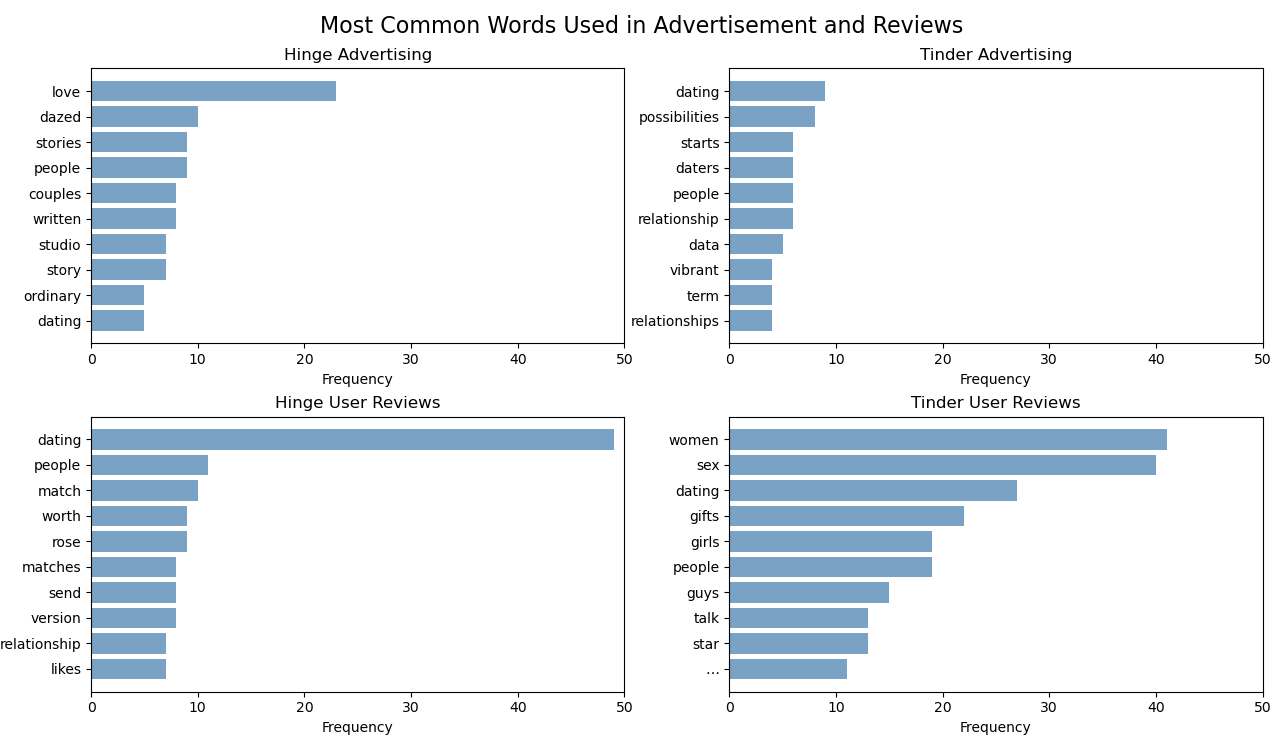 Most Common Words Used in Advertisement and Reviews
Hinge Advertising
love
dazed
stories
people
couples
written
studio
story
ordinary
dating
0 10 20 30 40 50
Frequency
Tinder Advertising
dating
possibilities
starts
daters
people
relationship
data
vibrant
term
relationships
0 10 20 30 40 50
Frequency
Hinge User Reviews
dating
people
match
worth
rose
matches
send
version
relationship
likes
0 10 20 30 40 50
Frequency
Tinder User Reviews
women
sex
dating
gifts
girls
people
guys
talk
star
...
0 10 20 30 40 50
Frequency